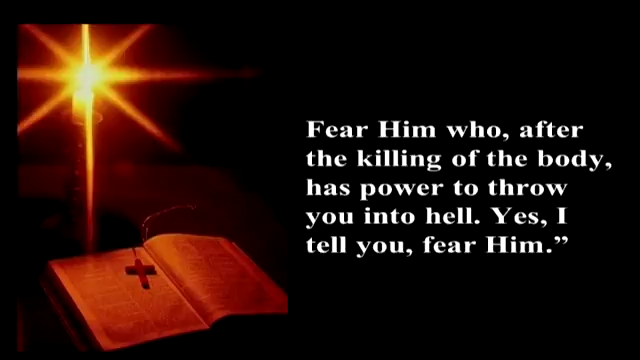 Fear Him who, after
the killing of the body,
has power to throw
you into hell. Yes, I
tell you, fear Him.”